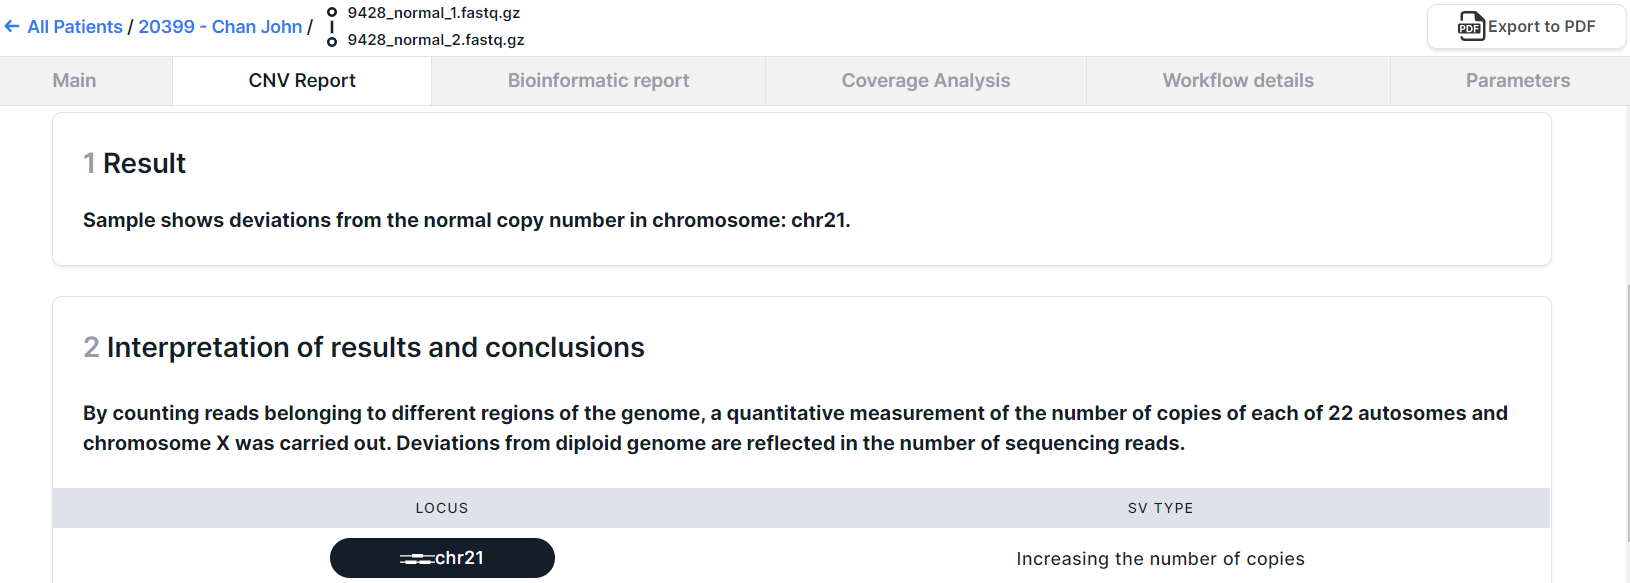 9428_normal_1.fastq.gz
← All Patients / 20399 - Chan John /
9428_normal_2.fastq.gz
PDF Export to PDF
Main
CNV Report
Bioinformatic report
Coverage Analysis
Workflow details
Parameters
1 Result
Sample shows deviations from the normal copy number in chromosome: chr21.
2 Interpretation of results and conclusions
By counting reads belonging to different regions of the genome, a quantitative measurement of the number of copies of each of 22 autosomes and
chromosome X was carried out. Deviations from diploid genome are reflected in the number of sequencing reads.
LOCUS
SV TYPE
chr21
Increasing the number of copies